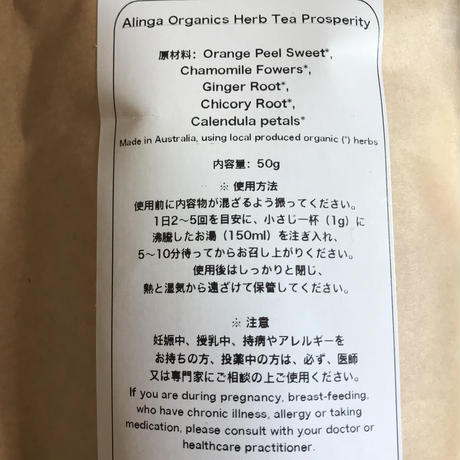 Alinga Organics Herb Tea Prosperity
原材料：Orange Peel Sweet*,
Chamomile Fowers*,
Ginger Root*,
Chicory Root*,
Calendula petals*
Made in Australia, using local produced organic (*) herbs
内容量：50g
※ 使用方法
使用前に内容物が混ざるよう振ってください。
1日2〜5回を目安に、小さじ一杯（1g）に
沸騰したお湯（150ml）を注ぎ入れ、
5〜10分待ってからお召し上がりください。
使用後はしっかりと閉じ、
熱と湿気から遠ざけて保管してください。
※ 注意
妊娠中、授乳中、持病やアレルギーを
お持ちの方、投薬中の方は、必ず、医師
又は専門家にご相談の上ご使用ください。
If you are during pregnancy, breast-feeding,
who have chronic illness, allergy or taking
medication, please consult with your doctor or
healthcare practitioner.